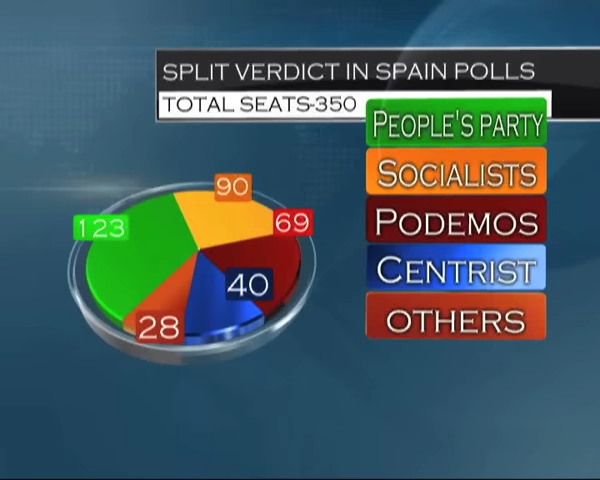 SPLIT VERDICT IN SPAIN POLLS
TOTAL SEATS-350
PEOPLE'S PARTY
SOCIALISTS
PODEMOS
CENTRIST
OTHERS
90
123
69
40
28